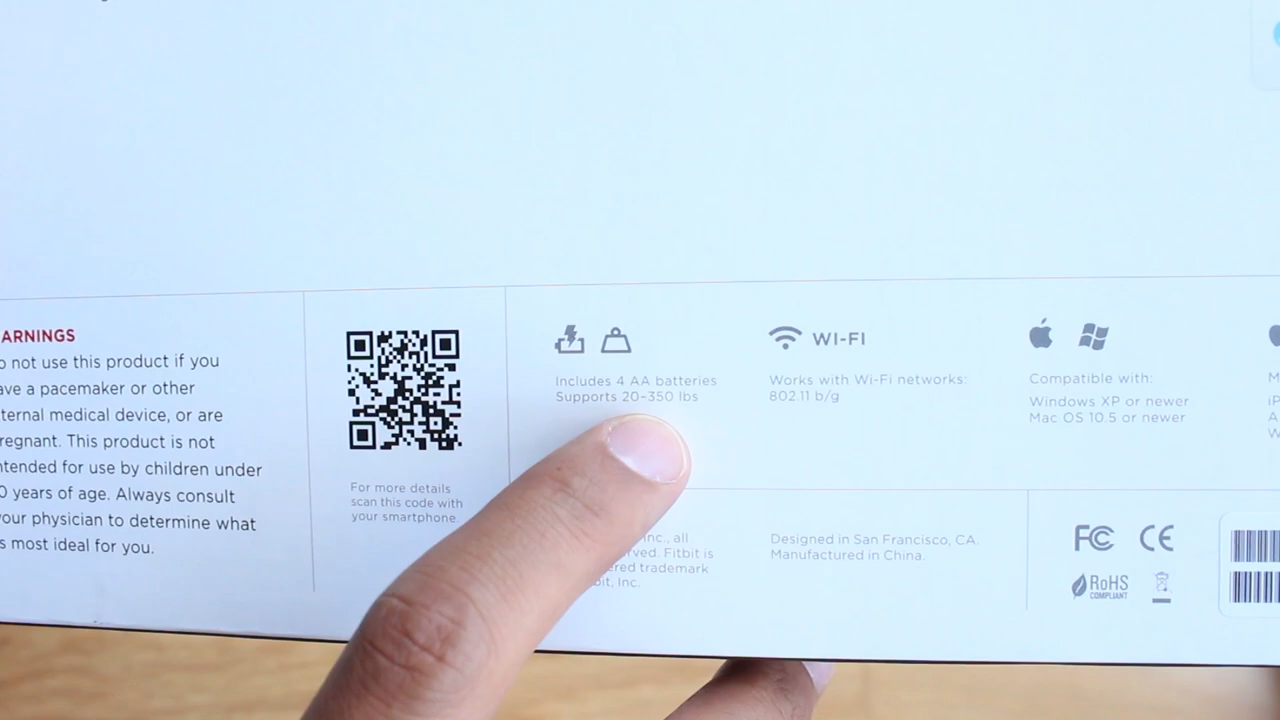 ARNINGS
o not use this product if you
ave a pacemaker or other
ternal medical device, or are
regnant. This product is not
ntended for use by children under
0 years of age. Always consult
our physician to determine what
s most ideal for you.
For more details
scan this code with
your smartphone.
Includes 4 AA batteries
Supports 20-350 lbs
WI-FI
Works with Wi-Fi networks:
802.11 b/g
Compatible with:
Windows XP or newer
Mac OS 10.5 or newer
M
iP
A
W
Inc., all
rved. Fitbit is
ered trademark
bit, Inc.
Designed in San Francisco, CA.
Manufactured in China.
FC CE
RoHS
COMPLIANT